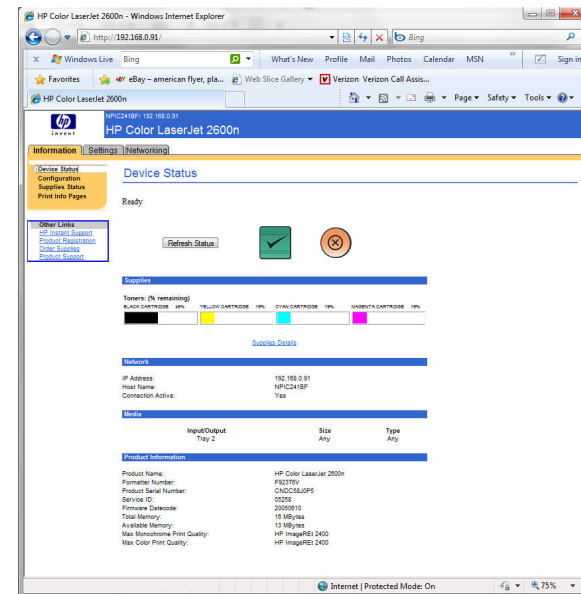 HP Color LaserJet 2600n - Windows Internet Explorer
http://192.168.0.91/
Bing
X Windows Live Bing What's New Profile Mail Photos Calendar MSN » Sign in
Favorites eBay – american flyer, pla... Web Slice Gallery Verizon Verizon Call Assis...
HP Color LaserJet 2600n Page Safety Tools
hp
invent
NPIC241BF/ 192.168.0.91
HP Color LaserJet 2600n
Information Settings Networking
Device Status
Configuration
Supplies Status
Print Info Pages
Other Links
HP Instant Support
Product Registration
Order Supplies
Product Support
Device Status
Ready
Refresh Status
Supplies
Toners: (% remaining)
BLACK CARTRIDGE 46% YELLOW CARTRIDGE 19% CYAN CARTRIDGE 19% MAGENTA CARTRIDGE 19%
Supplies Details
Network
IP Address: 192.168.0.91
Host Name: NPIC241BF
Connection Active: Yes
Media
Input/Output Size Type
Tray 2 Any Any
Product Information
Product Name: HP Color LaserJet 2600n
Formatter Number: F923T6V
Product Serial Number: CNDC58J0P5
Service ID: 05258
Firmware Datecode: 20050610
Total Memory: 16 MBytes
Available Memory: 13 MBytes
Max Monochrome Print Quality: HP ImageREt 2400
Max Color Print Quality: HP ImageREt 2400
Internet | Protected Mode: On 75%